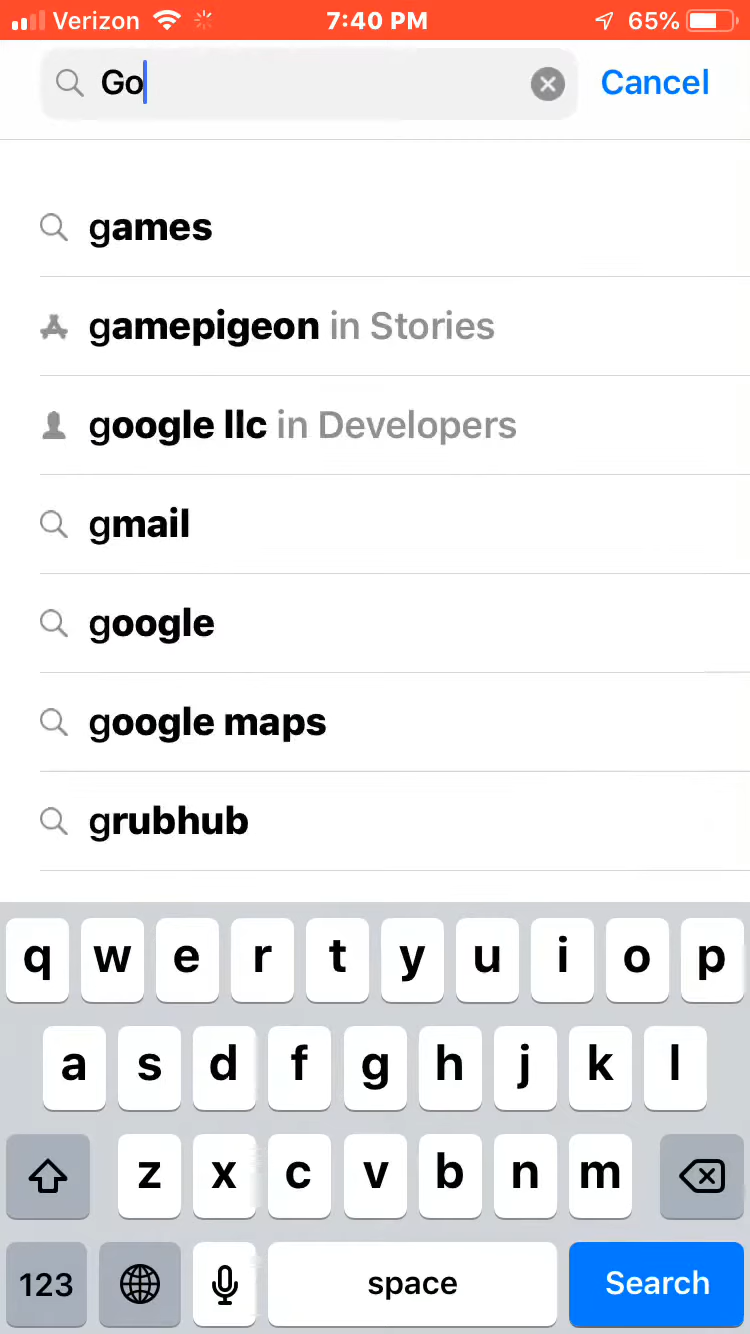 Verizon 7:40 PM 65%
Go Cancel
games
gamepigeon in Stories
google llc in Developers
gmail
google
google maps
grubhub
q w e r t y u i o p
a s d f g h j k l
z x c v b n m
123 space Search